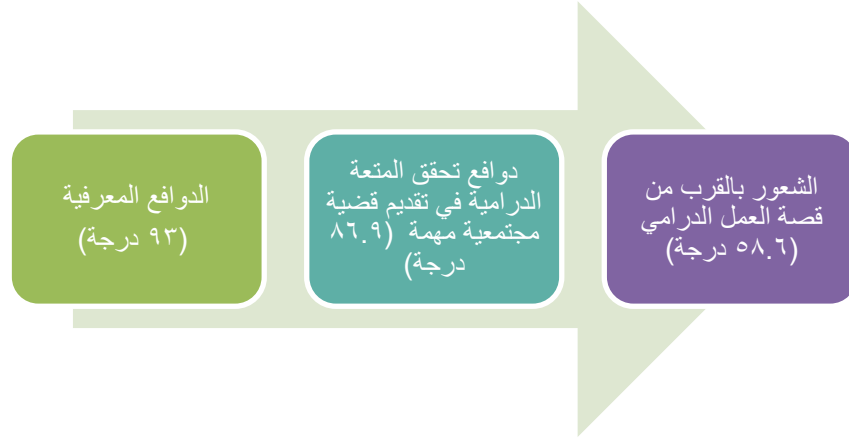 الدوافع المعرفية
(٩٣ درجة)
دوافع تحقق المتعة
الدرامية في تقديم قضية
مجتمعية مهمة (٨٦.٩
درجة)
الشعور بالقرب من
قصة العمل الدرامي
(٥٨.٦ درجة)